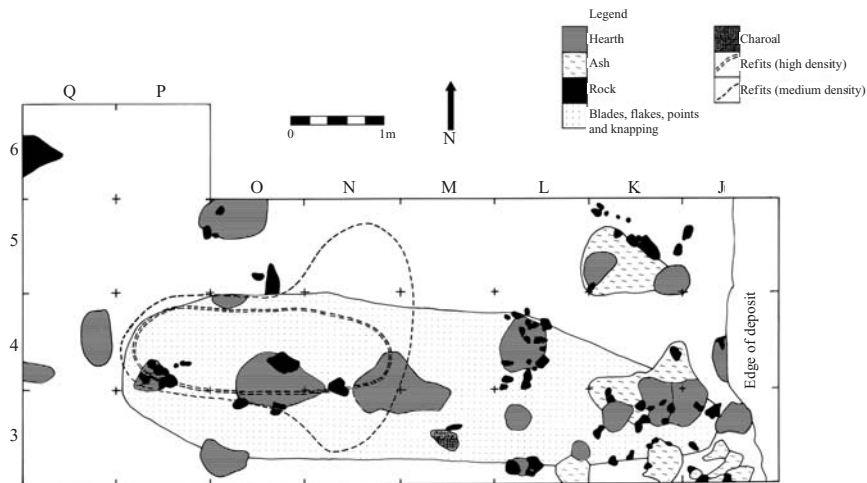 Legend
Hearth
Ash
Rock
Blades, flakes, points
and knapping
Charoal
Refits (high density)
Refits (medium density)
Q P
0 1m
N
O N M L K J
6
5
4
3
Edge of deposit